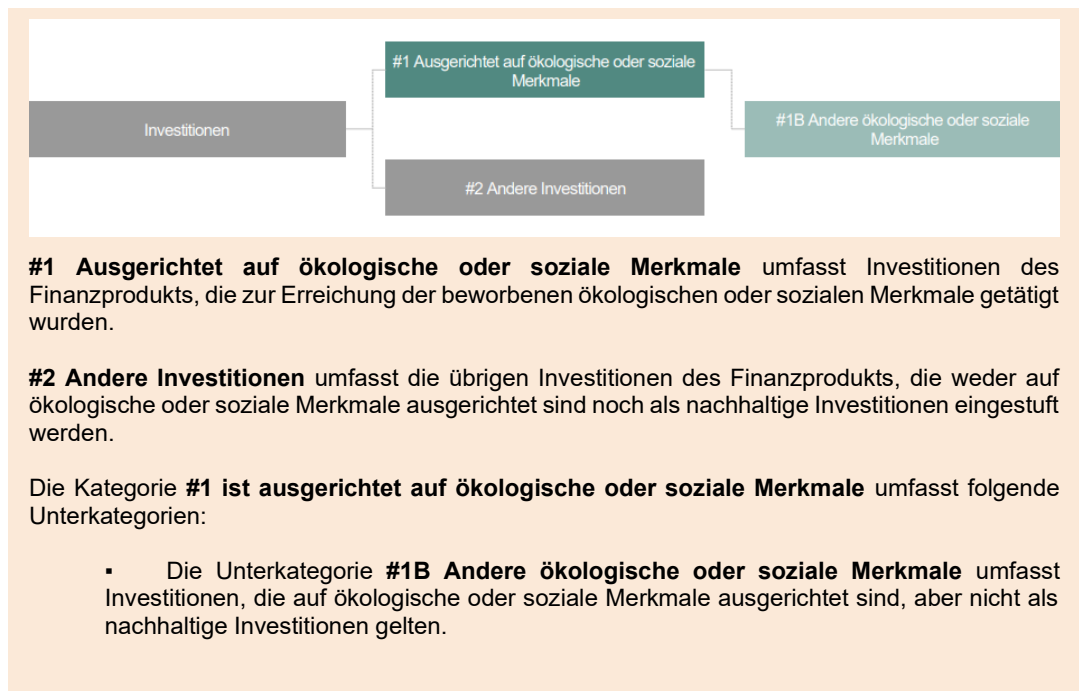 #1 Ausgerichtet auf ökologische oder soziale
Merkmale
Investitionen
#1B Andere ökologische oder soziale
Merkmale
#2 Andere Investitionen
#1 Ausgerichtet auf ökologische oder soziale Merkmale umfasst Investitionen des
Finanzprodukts, die zur Erreichung der beworbenen ökologischen oder sozialen Merkmale getätigt
wurden.
#2 Andere Investitionen umfasst die übrigen Investitionen des Finanzprodukts, die weder auf
ökologische oder soziale Merkmale ausgerichtet sind noch als nachhaltige Investitionen eingestuft
werden.
Die Kategorie #1 ist ausgerichtet auf ökologische oder soziale Merkmale umfasst folgende
Unterkategorien:
▪ Die Unterkategorie #1B Andere ökologische oder soziale Merkmale umfasst
Investitionen, die auf ökologische oder soziale Merkmale ausgerichtet sind, aber nicht als
nachhaltige Investitionen gelten.